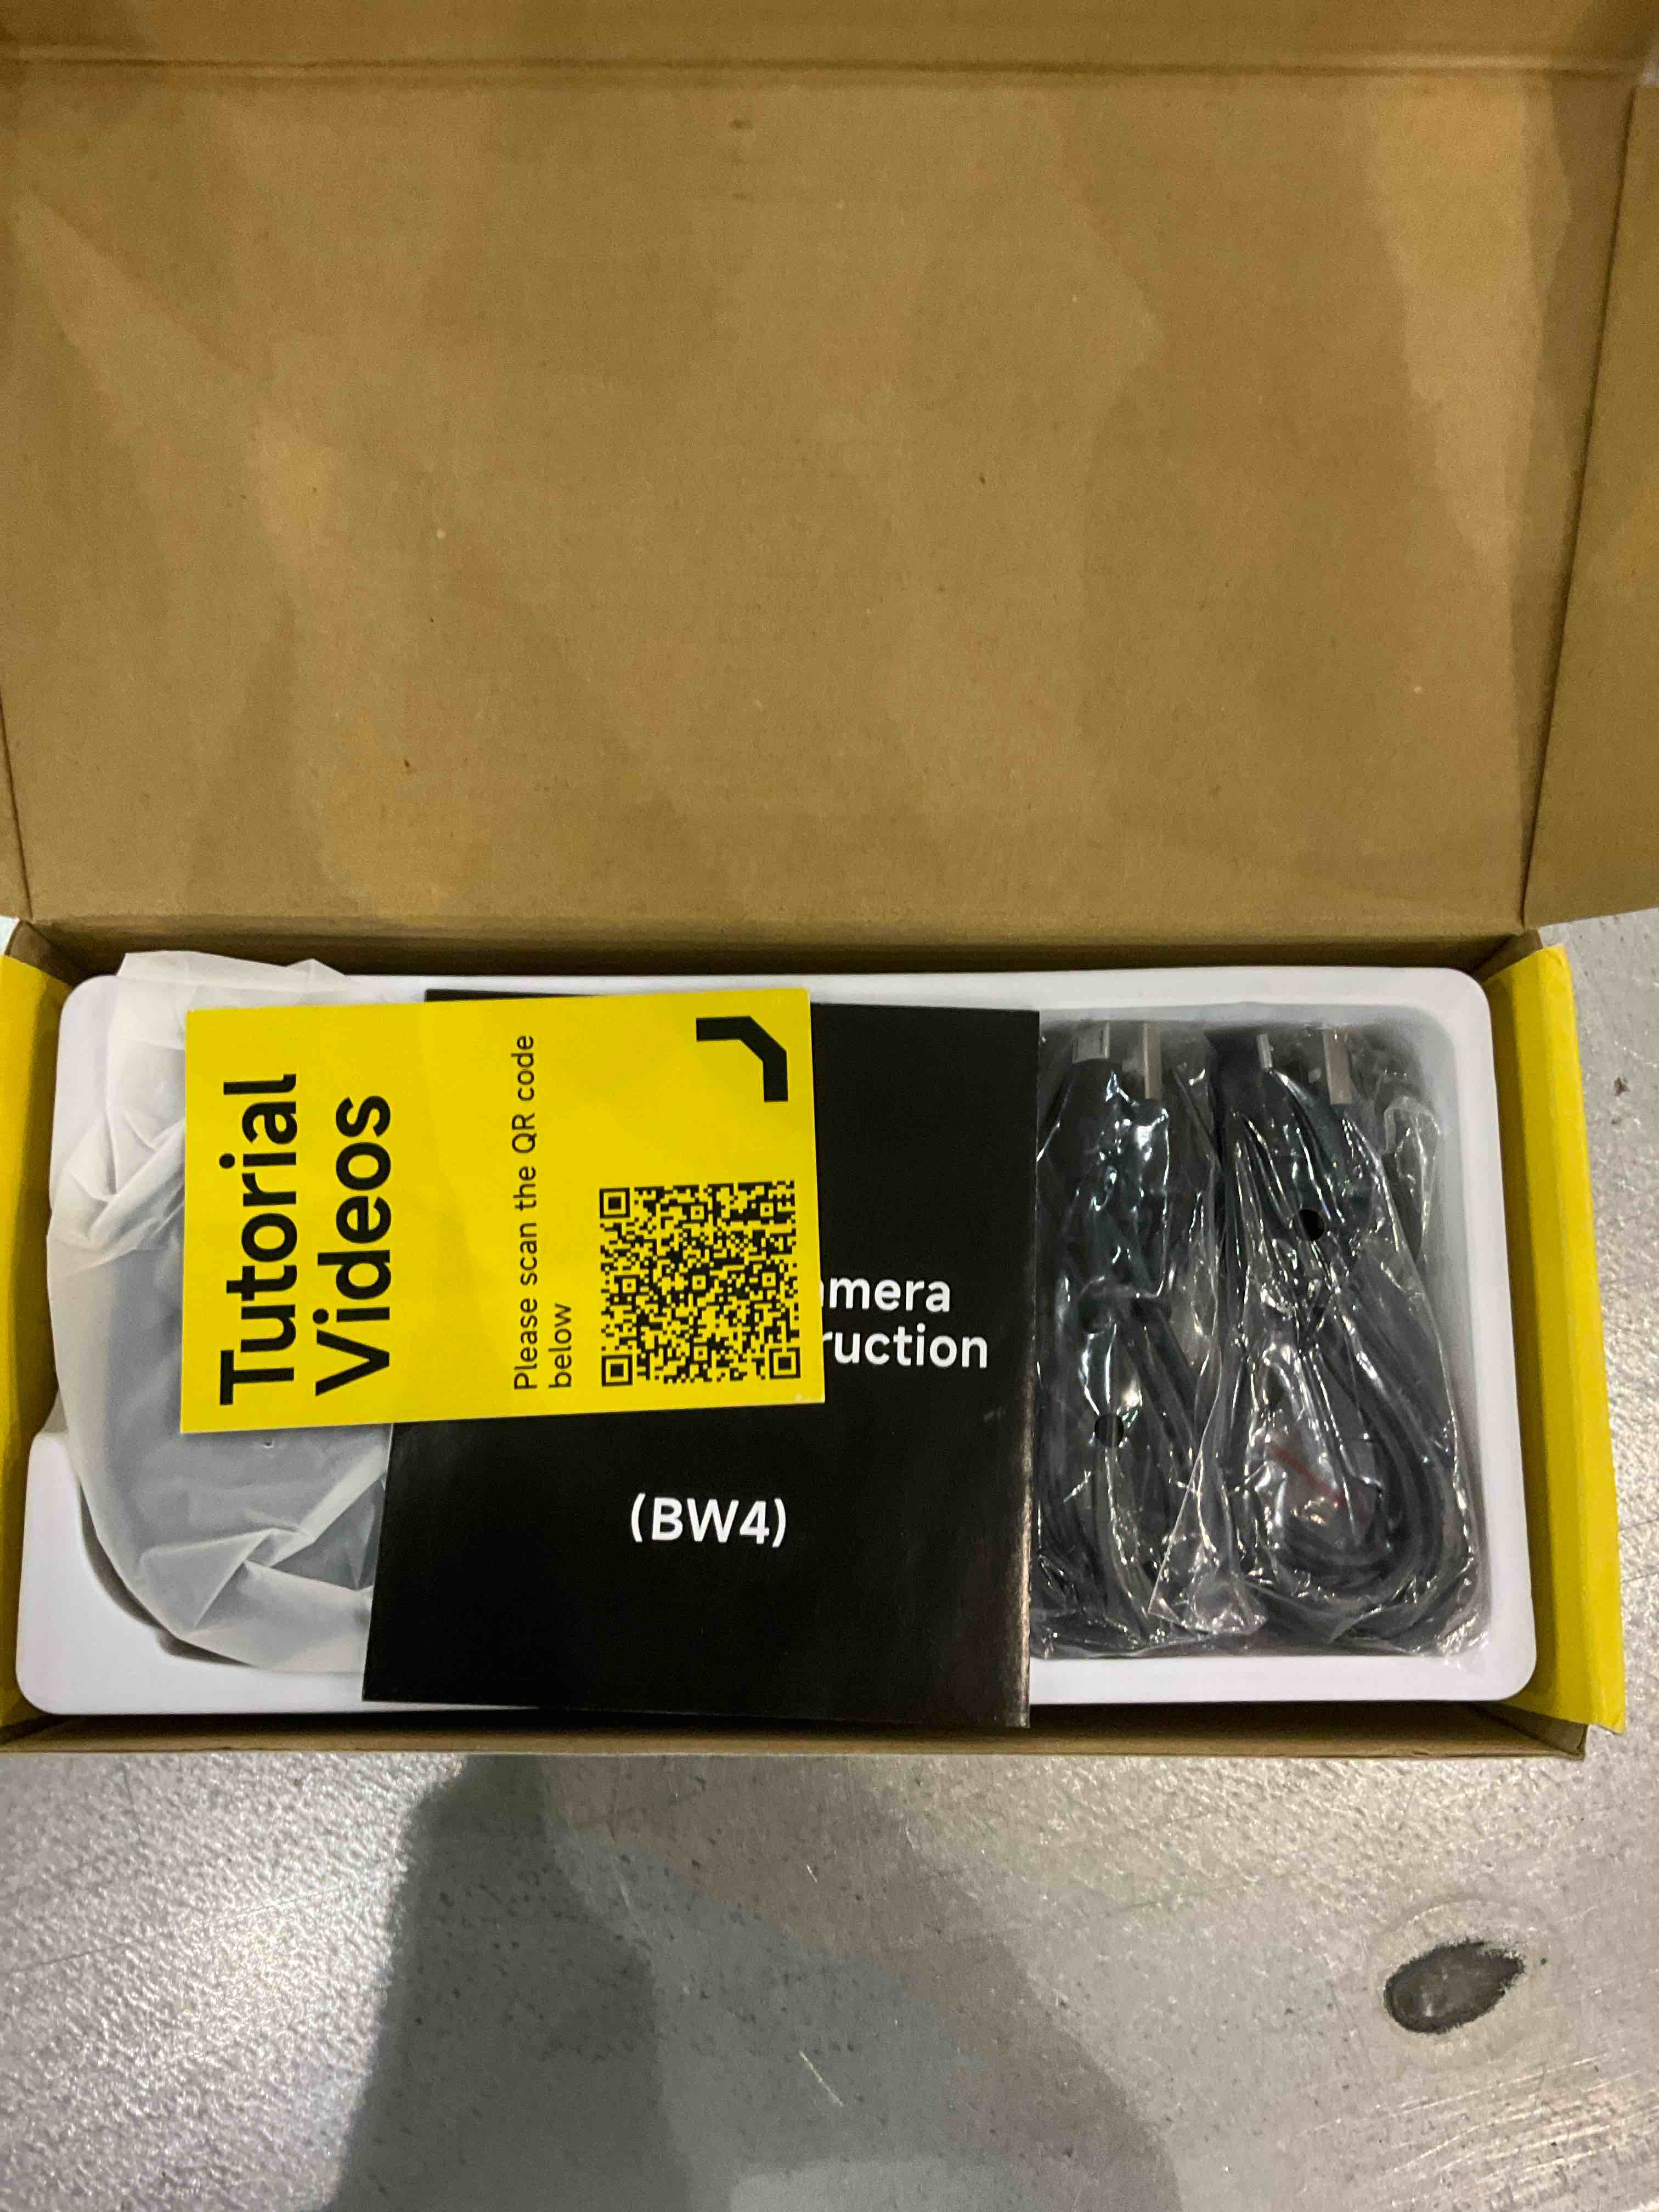 Tutorial
Videos
Please scan the QR code
below
amera
ruction
(BW4)